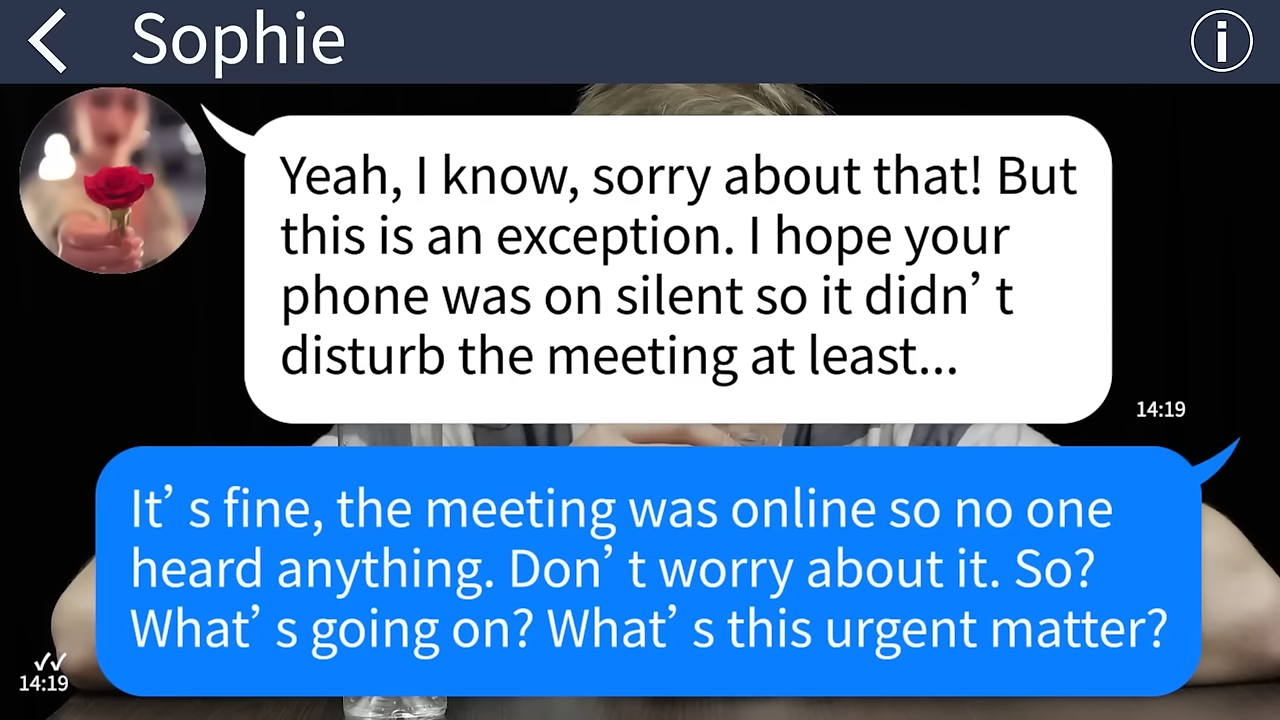 Sophie
Yeah, I know, sorry about that! But
this is an exception. I hope your
phone was on silent so it didn’t
disturb the meeting at least...
14:19
It’s fine, the meeting was online so no one
heard anything. Don’t worry about it. So?
What’s going on? What’s this urgent matter?
14:19